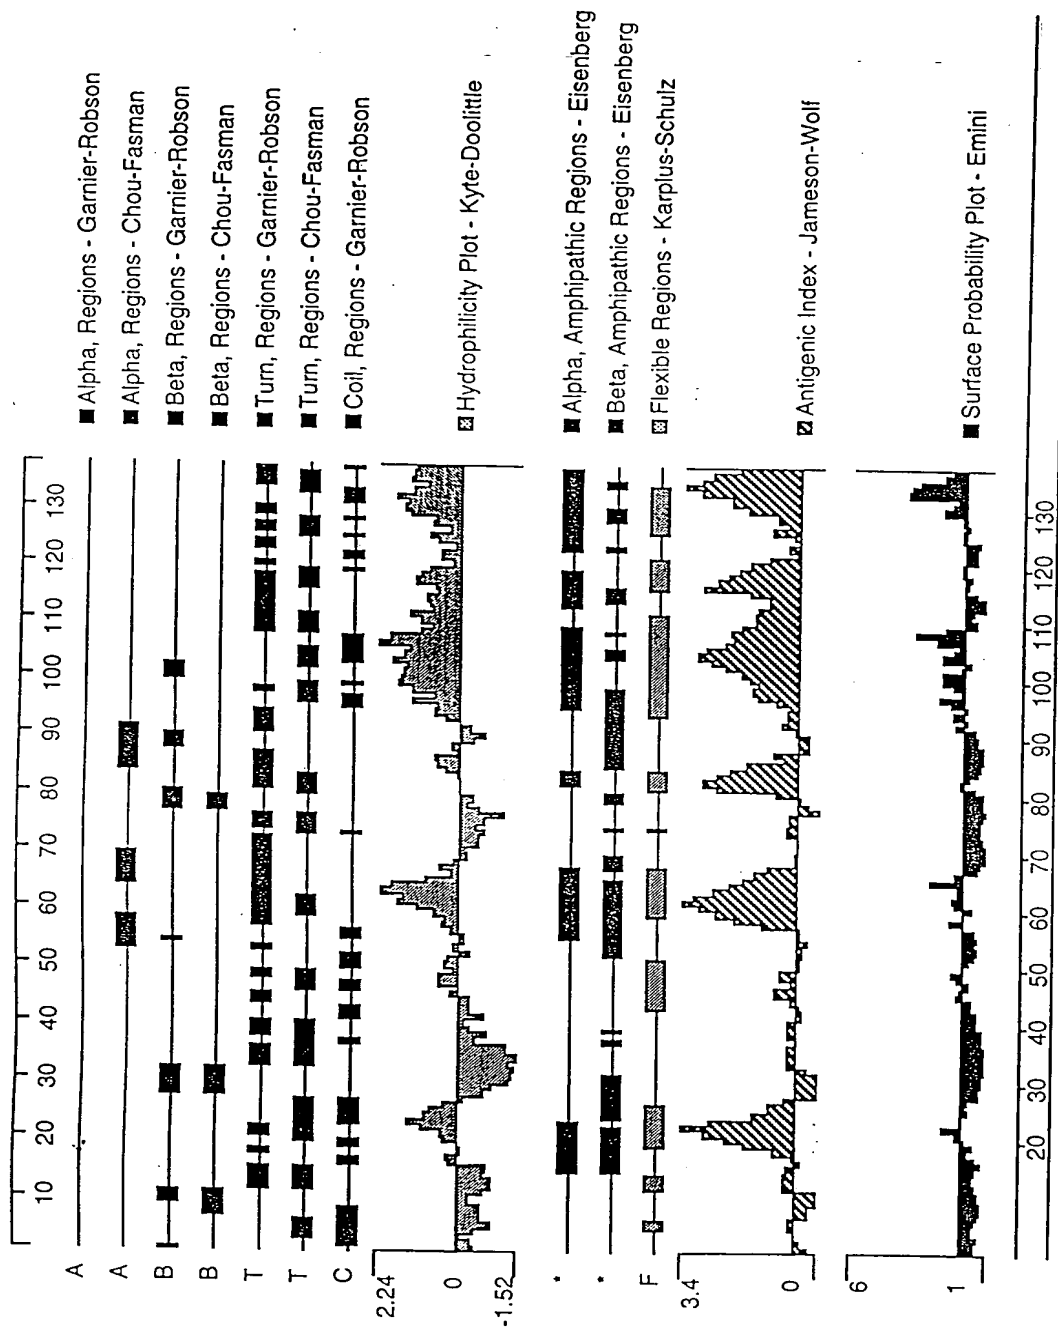 10 20 30 40 50 60 70 80 90 100 110 120 130
A ■ Alpha, Regions - Garnier-Robson
A ■ Alpha, Regions - Chou-Fasman
B ■ Beta, Regions - Garnier-Robson
B ■ Beta, Regions - Chou-Fasman
T ■ Turn, Regions - Garnier-Robson
T ■ Turn, Regions - Chou-Fasman
C ■ Coil, Regions - Garnier-Robson
2.24
0
-1.52
Hydrophilicity Plot - Kyte-Doolittle
* ■ Alpha, Amphipathic Regions - Eisenberg
* ■ Beta, Amphipathic Regions - Eisenberg
F Flexible Regions - Karplus-Schulz
3.4
0
Antigenic Index - Jameson-Wolf
6
1
■ Surface Probability Plot - Emini
20 30 40 50 60 70 80 90 100 110 120 130